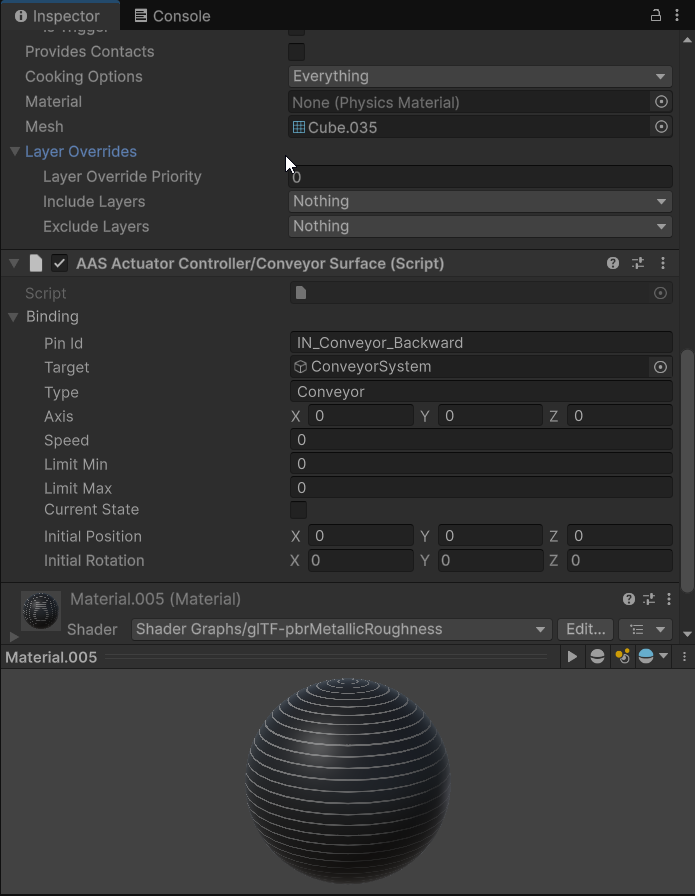 Inspector
Console
Is Trigger
Provides Contacts
Cooking Options Everything
Material None (Physics Material)
Mesh Cube.035
Layer Overrides
Layer Override Priority 0
Include Layers Nothing
Exclude Layers Nothing
AAS Actuator Controller/Conveyor Surface (Script)
Script
Binding
Pin Id IN_Conveyor_Backward
Target ConveyorSystem
Type Conveyor
Axis X 0 Y 0 Z 0
Speed 0
Limit Min 0
Limit Max 0
Current State
Initial Position X 0 Y 0 Z 0
Initial Rotation X 0 Y 0 Z 0
Material.005 (Material)
Shader Shader Graphs/glTF-pbrMetallicRoughness Edit...
Material.005